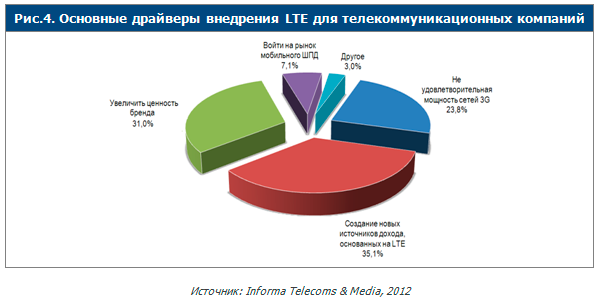 Рис.4. Основные драйверы внедрения LTE для телекоммуникационных компаний
Войти на рынок
мобильного ШПД
7,1%
Другое
3,0%
Не
удовлетворительная
мощность сетей 3G
23,8%
Увеличить ценность
бренда
31,0%
Создание новых
источников дохода,
основанных на LTE
35,1%
Источник: Informa Telecoms & Media, 2012